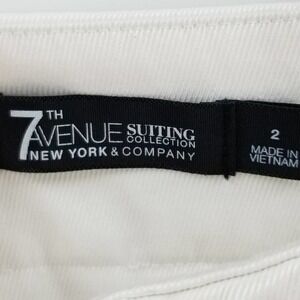 7TH
AVENUE SUITING
COLLECTION
NEW YORK & COMPANY
2
MADE IN
VIETNAM